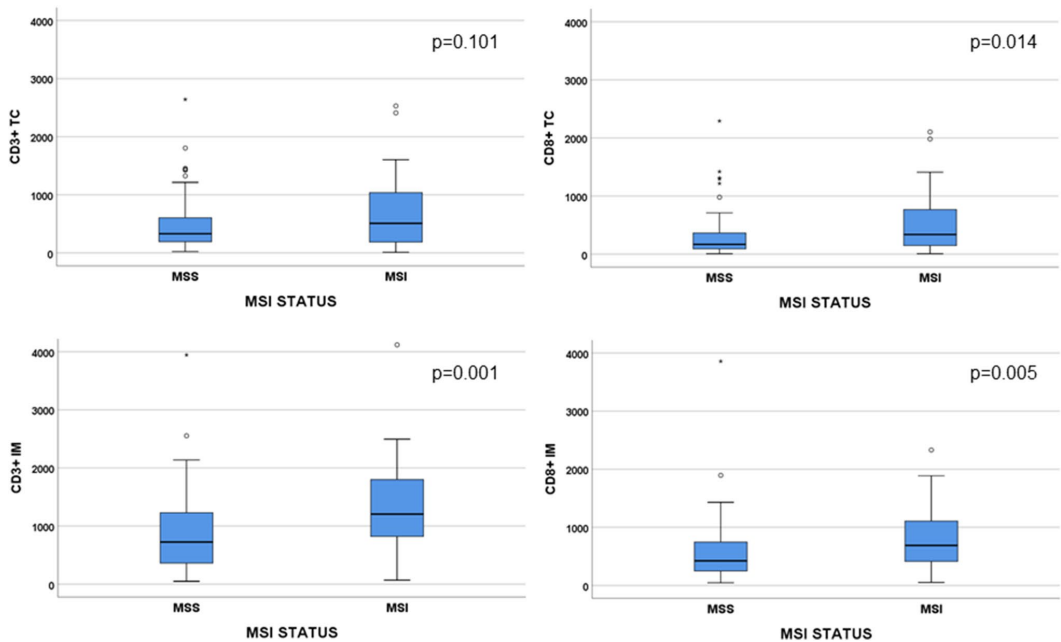 4000
p=0.101
3000
CD3+ TC
2000
1000
0
MSS
MSI
MSI STATUS
4000
p=0.014
3000
CD8+ TC
2000
1000
0
MSS
MSI
MSI STATUS
4000
p=0.001
3000
CD3+ IM
2000
1000
0
MSS
MSI
MSI STATUS
4000
p=0.005
3000
CD8+ IM
2000
1000
0
MSS
MSI
MSI STATUS